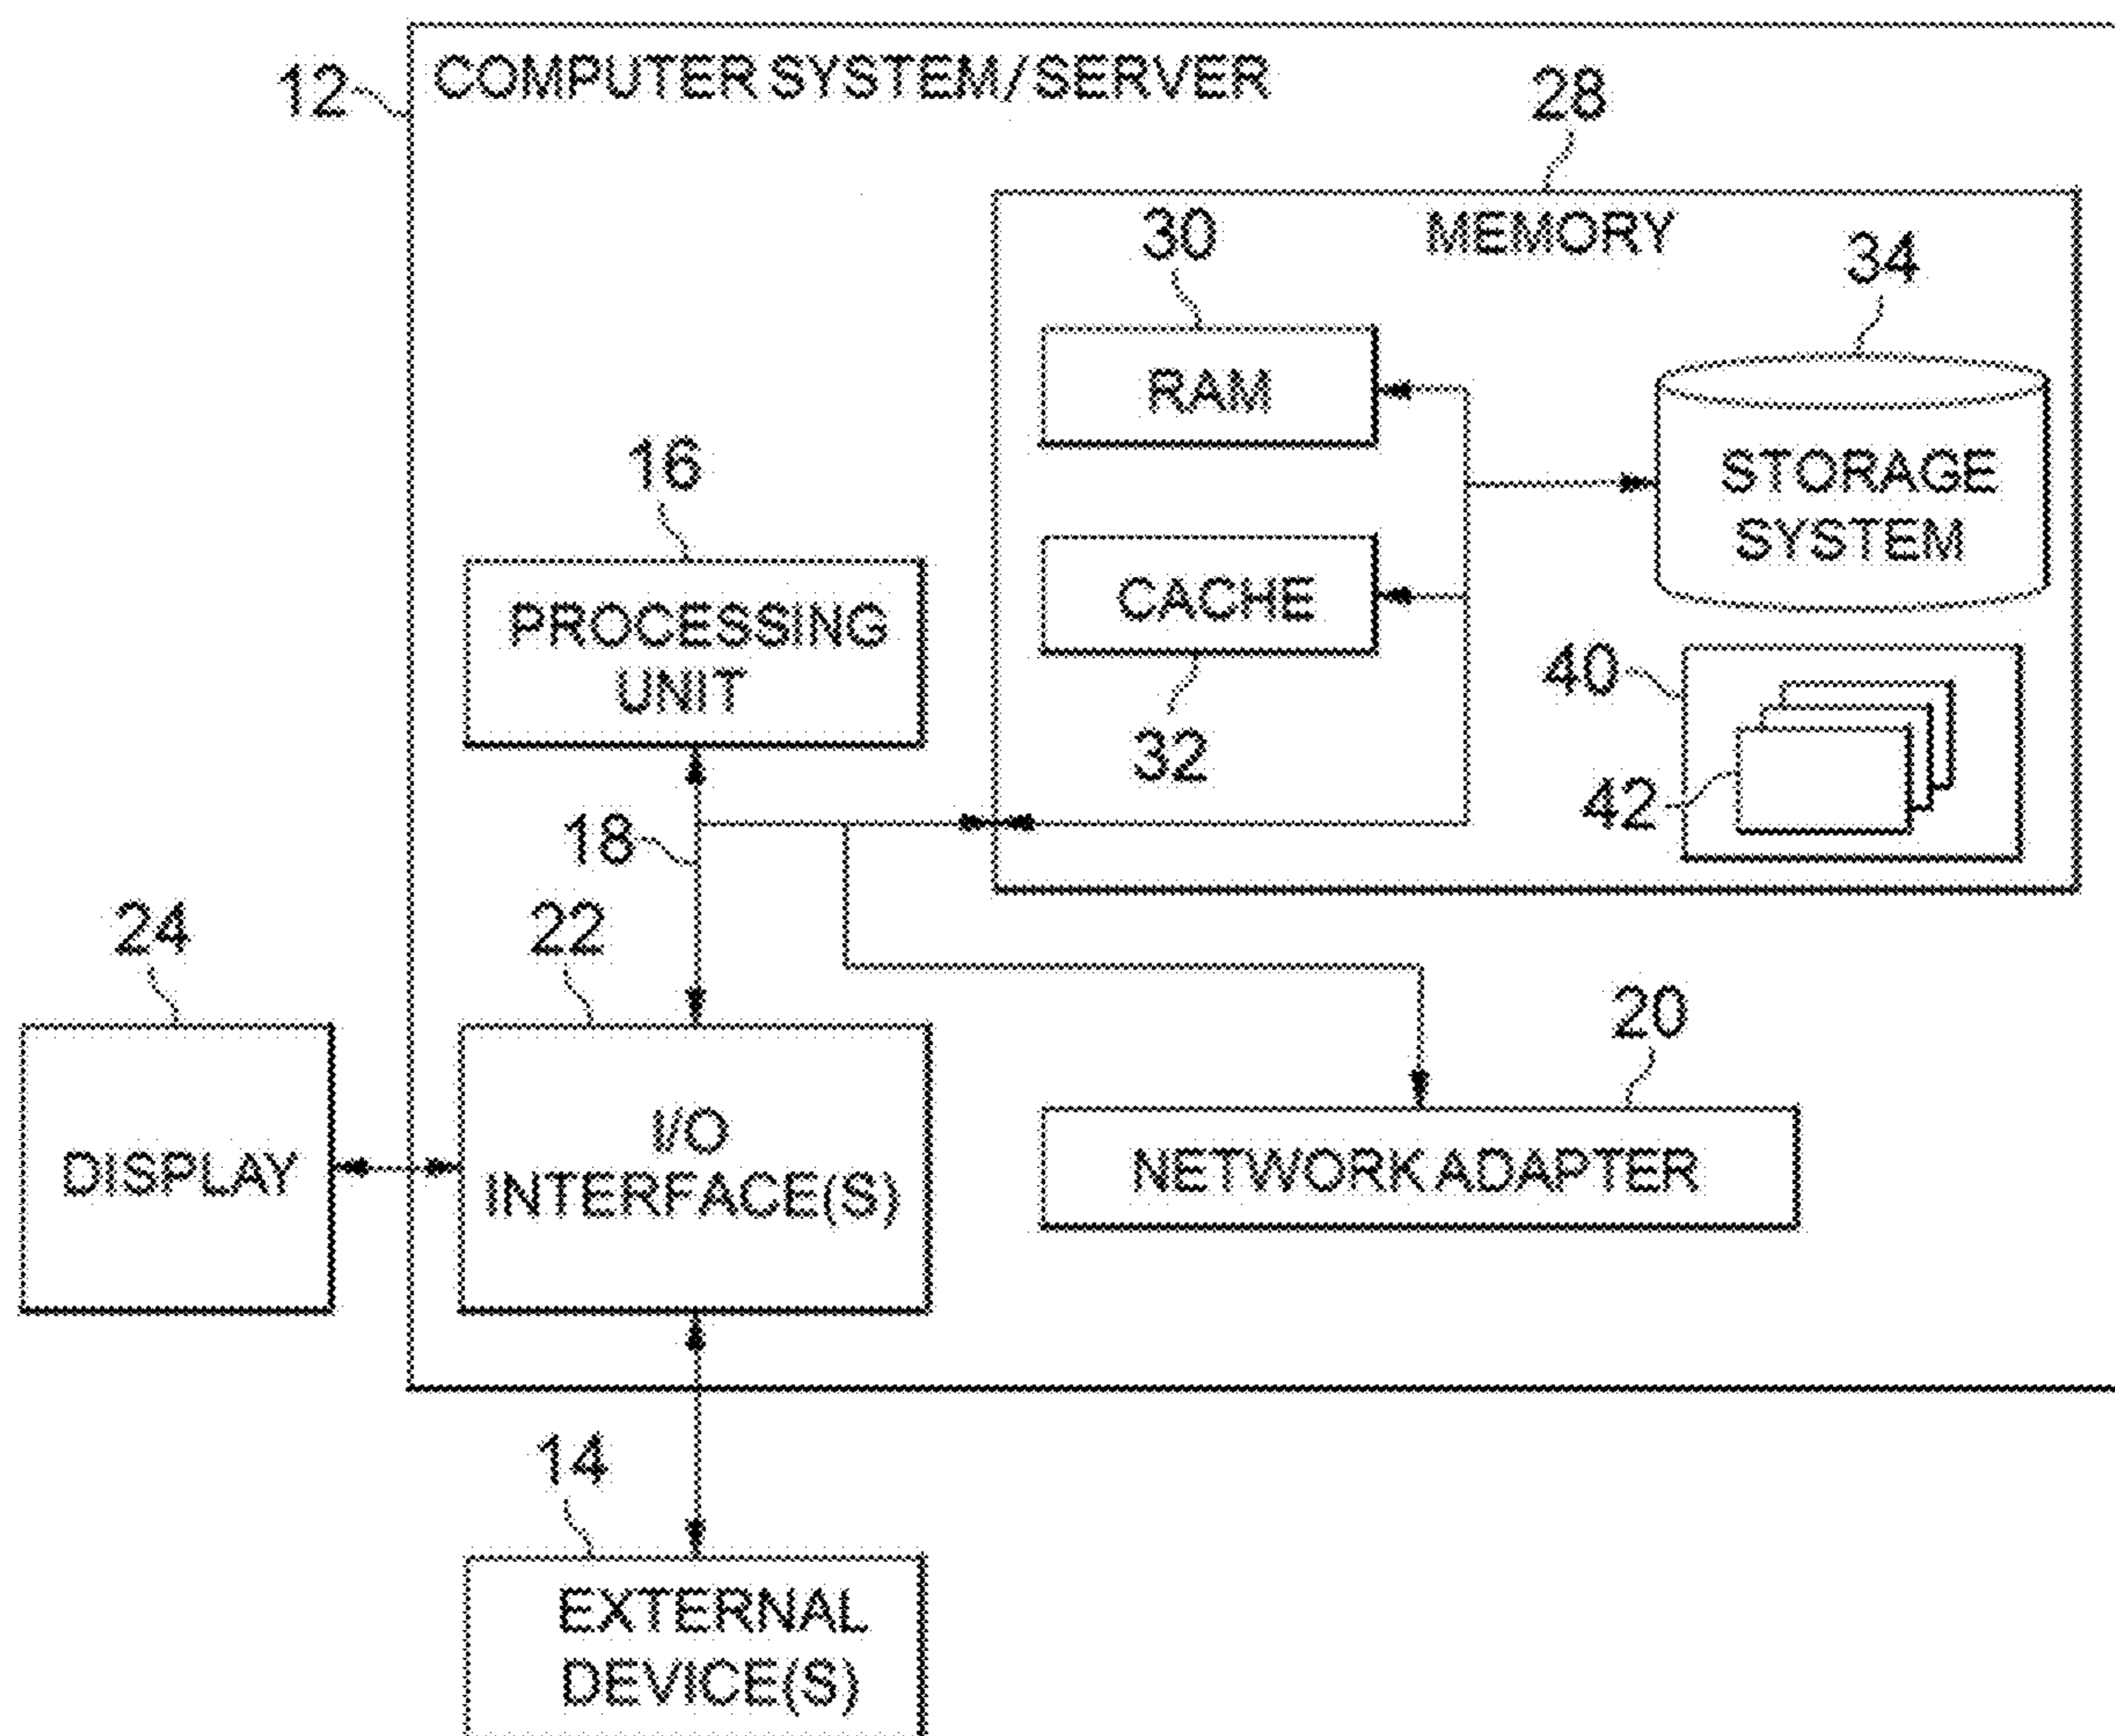 12
COMPUTER SYSTEM/SERVER
28
MEMORY
30
34
RAM
STORAGE
SYSTEM
16
PROCESSING
UNIT
CACHE
32
40
42
18
24
22
20
DISPLAY
I/O
INTERFACE(S)
NETWORK ADAPTER
14
EXTERNAL
DEVICE(S)